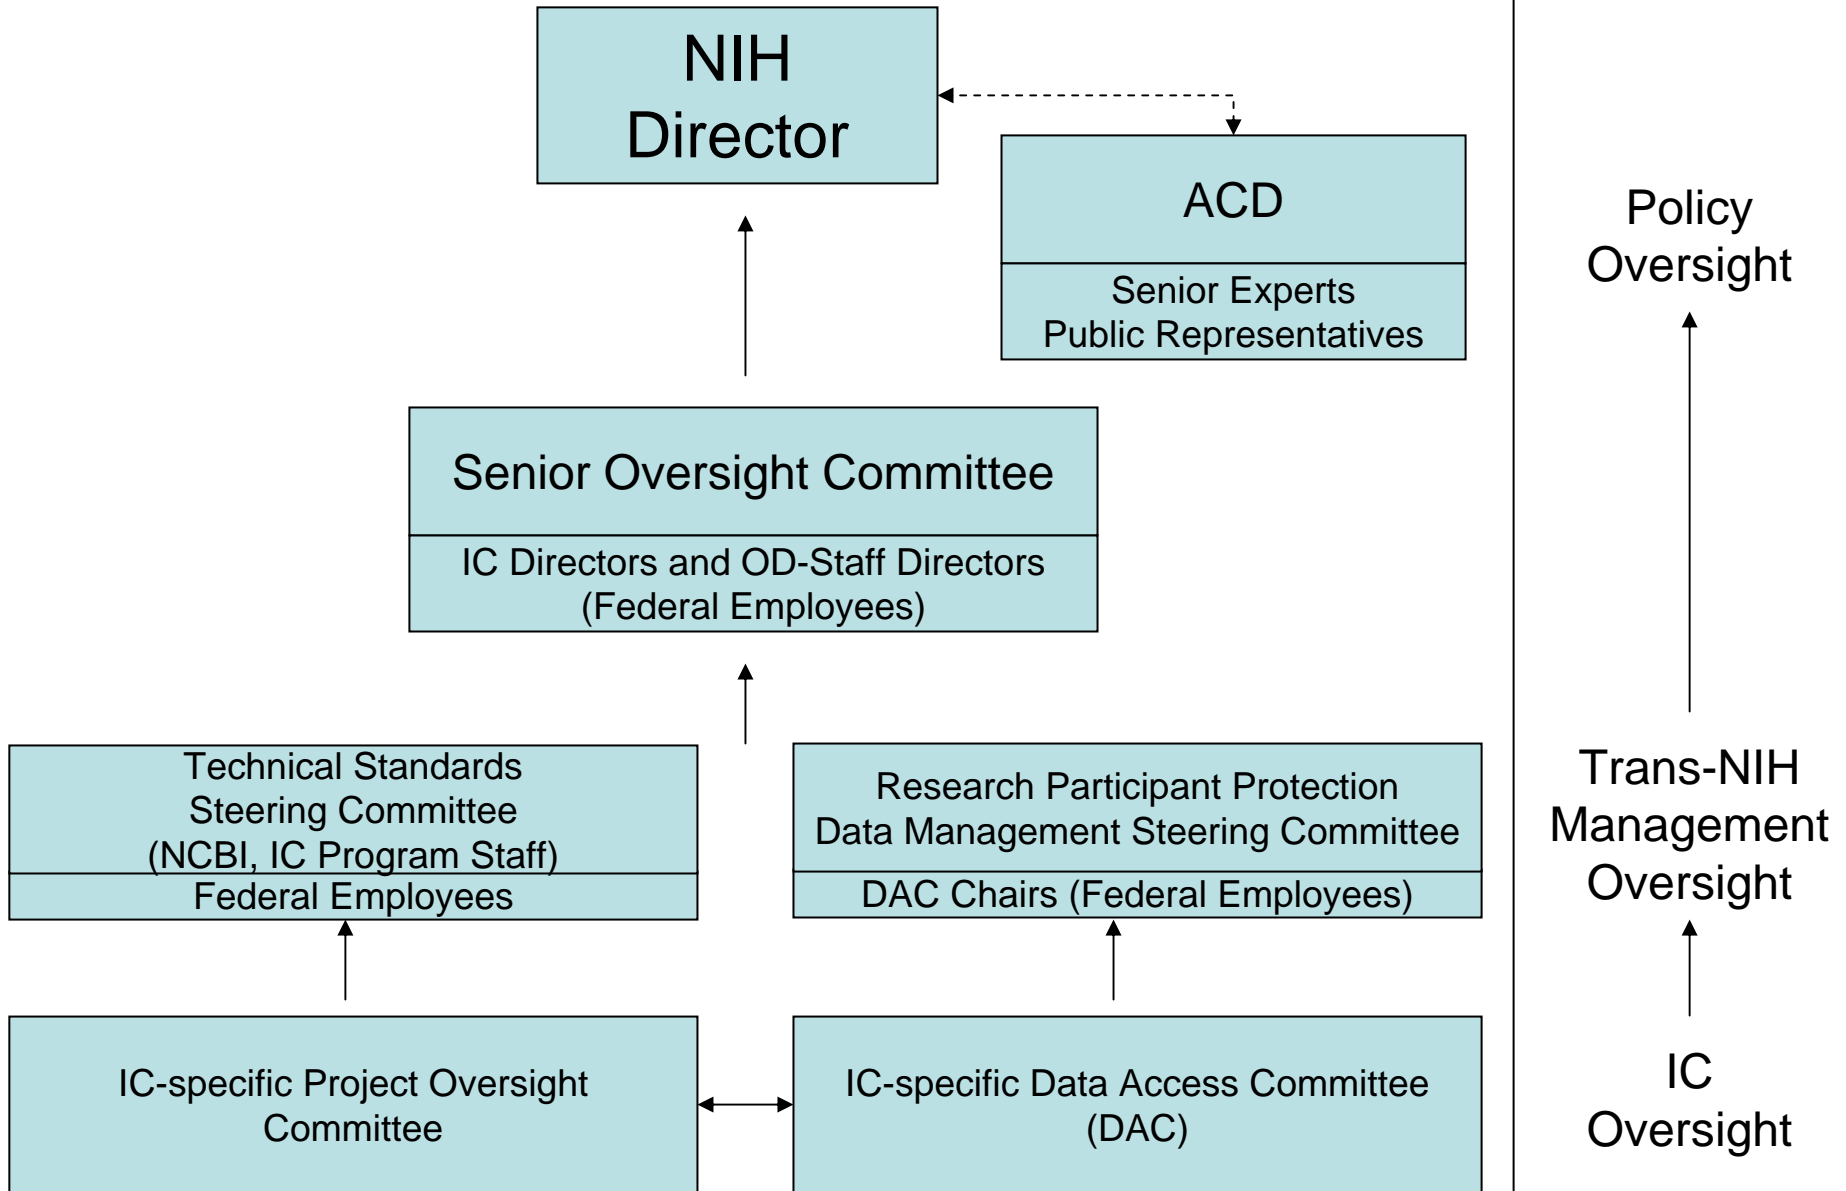 NIH
Director
ACD
Senior Experts
Public Representatives
Senior Oversight Committee
IC Directors and OD-Staff Directors
(Federal Employees)
Technical Standards
Steering Committee
(NCBI, IC Program Staff)
Federal Employees
Research Participant Protection
Data Management Steering Committee
DAC Chairs (Federal Employees)
IC-specific Project Oversight
Committee
IC-specific Data Access Committee
(DAC)
Policy
Oversight
Trans-NIH
Management
Oversight
IC
Oversight